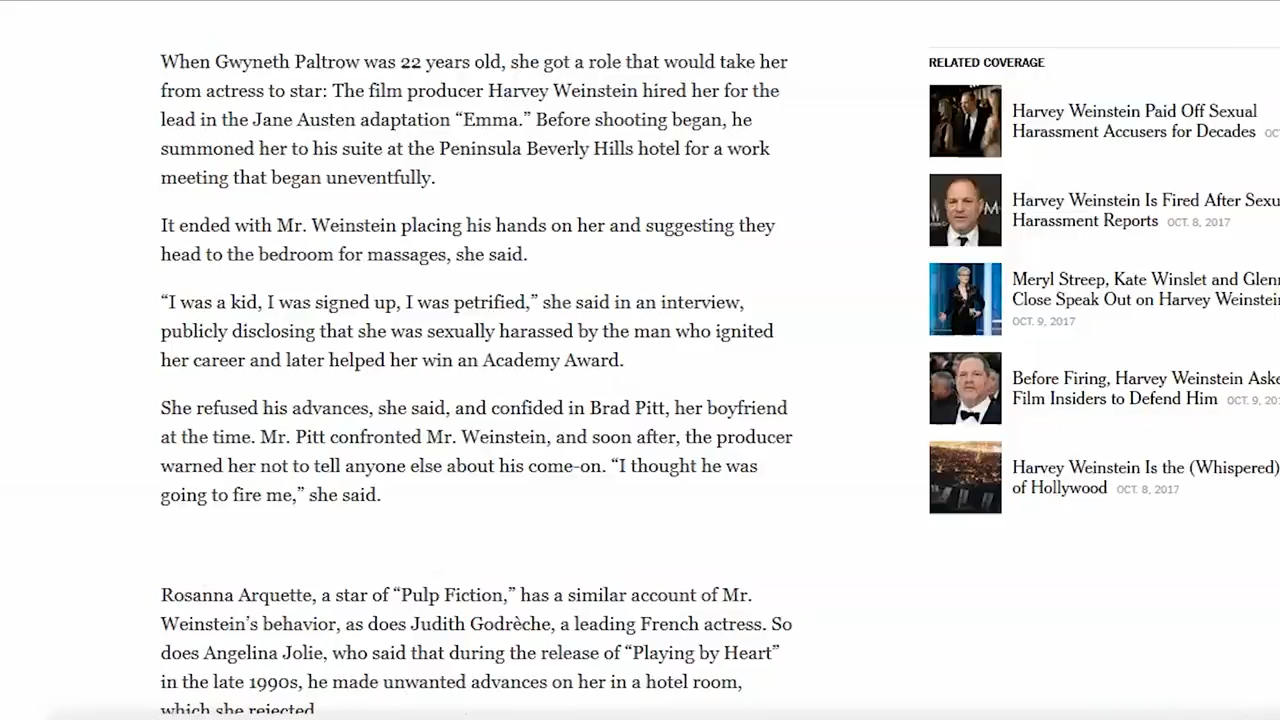 When Gwyneth Paltrow was 22 years old, she got a role that would take her
from actress to star: The film producer Harvey Weinstein hired her for the
lead in the Jane Austen adaptation “Emma.” Before shooting began, he
summoned her to his suite at the Peninsula Beverly Hills hotel for a work
meeting that began uneventfully.
It ended with Mr. Weinstein placing his hands on her and suggesting they
head to the bedroom for massages, she said.
“I was a kid, I was signed up, I was petrified,” she said in an interview,
publicly disclosing that she was sexually harassed by the man who ignited
her career and later helped her win an Academy Award.
She refused his advances, she said, and confided in Brad Pitt, her boyfriend
at the time. Mr. Pitt confronted Mr. Weinstein, and soon after, the producer
warned her not to tell anyone else about his come-on. “I thought he was
going to fire me,” she said.
Rosanna Arquette, a star of “Pulp Fiction,” has a similar account of Mr.
Weinstein’s behavior, as does Judith Godrèche, a leading French actress. So
does Angelina Jolie, who said that during the release of “Playing by Heart”
in the late 1990s, he made unwanted advances on her in a hotel room,
which she rejected
RELATED COVERAGE
Harvey Weinstein Paid Off Sexual
Harassment Accusers for Decades OC
Harvey Weinstein Is Fired After Sexu
Harassment Reports OCT. 8, 2017
Meryl Streep, Kate Winslet and Glenn
Close Speak Out on Harvey Weinstein
OCT. 9, 2017
Before Firing, Harvey Weinstein Aske
Film Insiders to Defend Him OCT. 9, 20
Harvey Weinstein Is the (Whispered)
of Hollywood OCT. 8, 2017